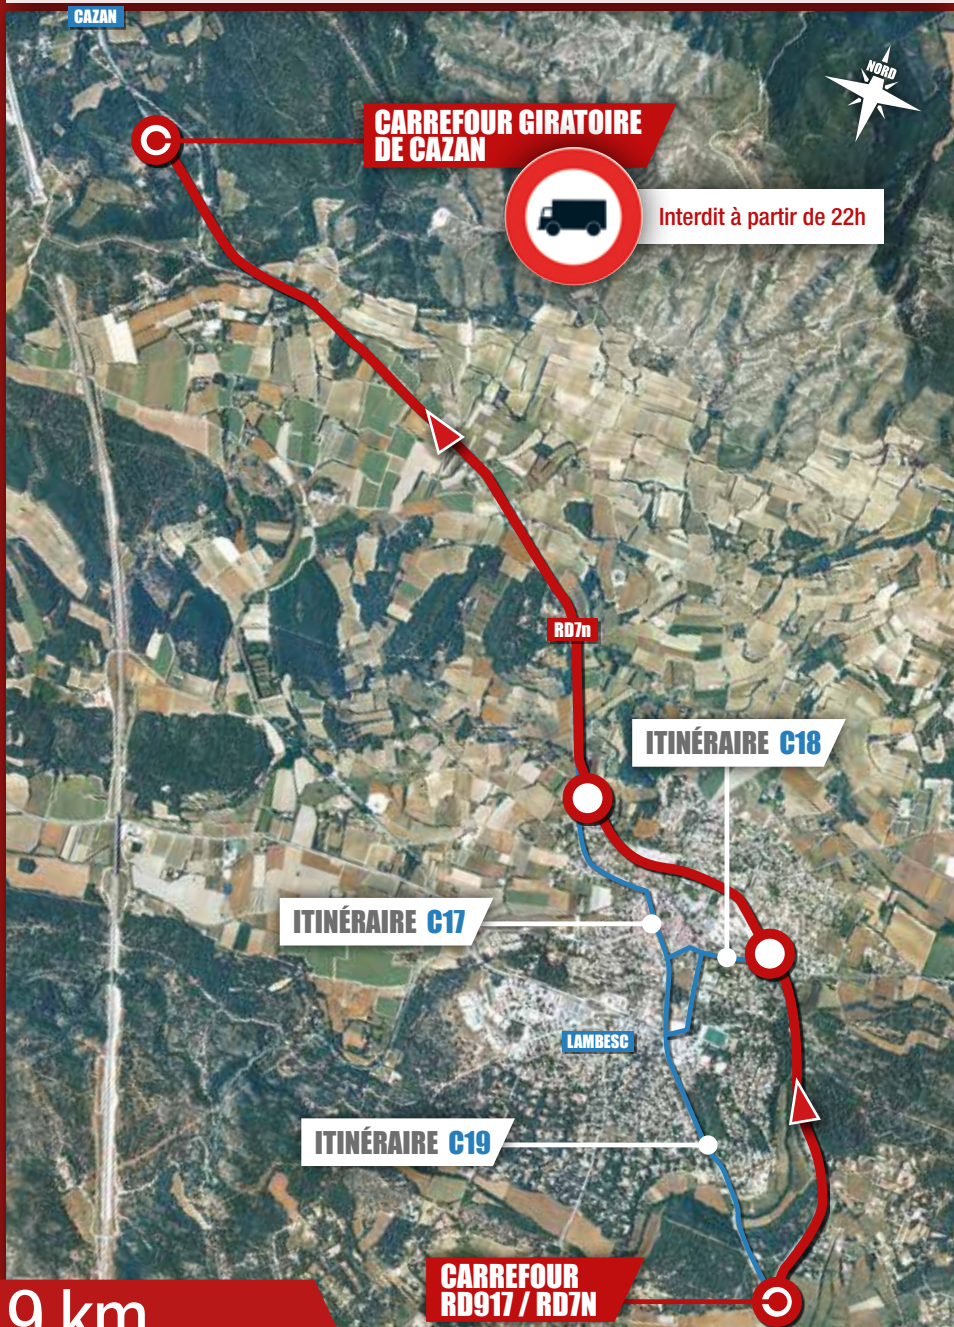 CAZAN
NORD
CARREFOUR GIRATOIRE
DE CAZAN
Interdit à partir de 22h
RD7n
ITINÉRAIRE C18
ITINÉRAIRE C17
LAMBESC
ITINÉRAIRE C19
CARREFOUR
RD917 / RD7N
9 km